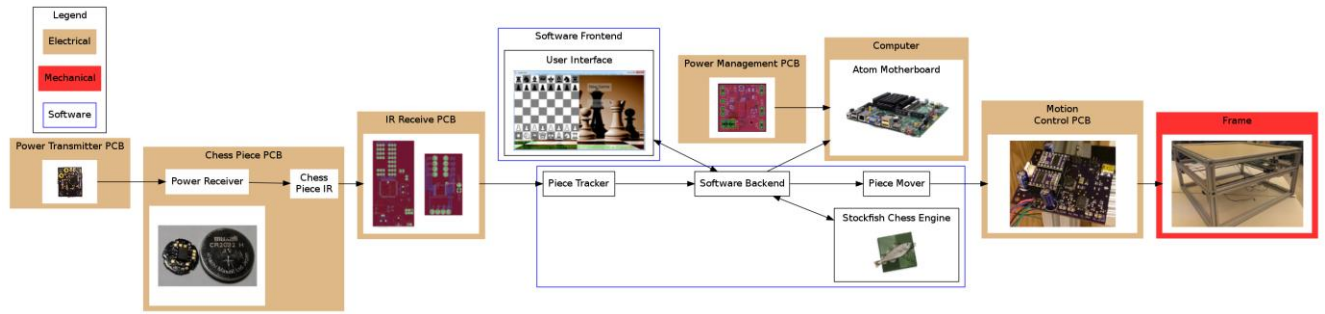 Legend
Electrical
Mechanical
Software
Power Transmitter PCB
Chess Piece PCB
Power Receiver
Chess
Piece IR
IR Receive PCB
Software Frontend
User Interface
Power Management PCB
Computer
Atom Motherboard
Piece Tracker
Software Backend
Piece Mover
Stockfish Chess Engine
Motion
Control PCB
Frame
maxell
CR2032 H